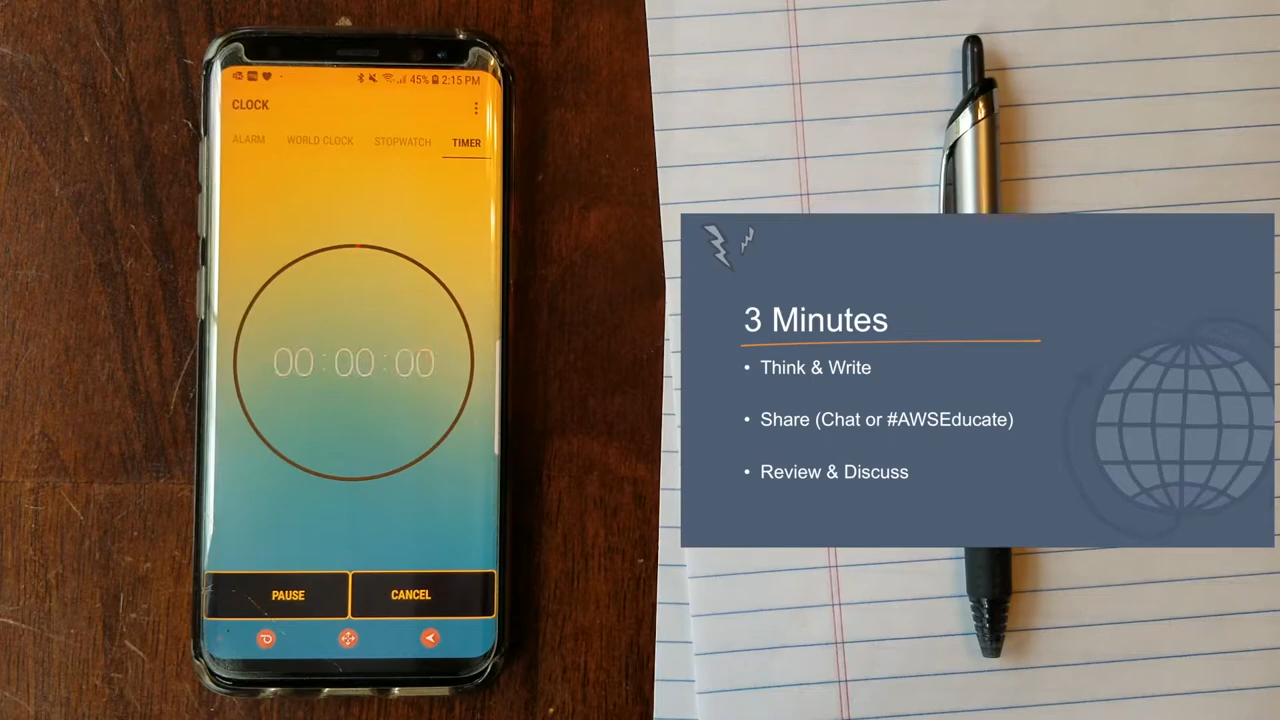 45% 2:15 PM
CLOCK
ALARM WORLD CLOCK STOPWATCH TIMER
00:00:00
PAUSE CANCEL
3 Minutes
• Think & Write
• Share (Chat or #AWSEducate)
• Review & Discuss